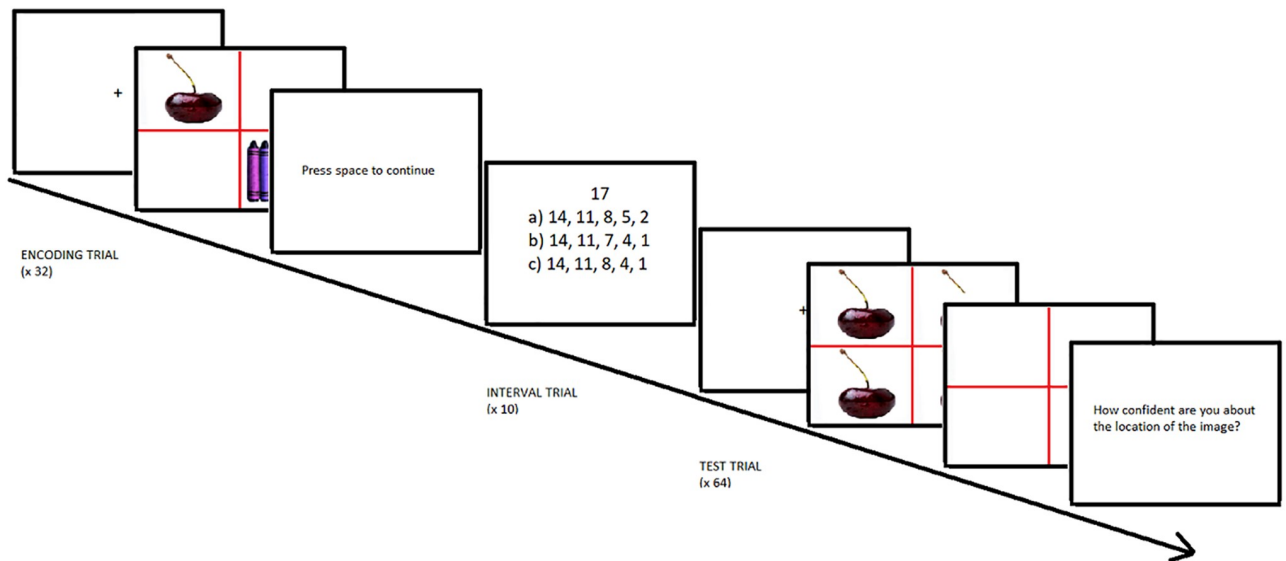 +
Press space to continue
ENCODING TRIAL
(x 32)
17
a) 14, 11, 8, 5, 2
b) 14, 11, 7, 4, 1
c) 14, 11, 8, 4, 1
INTERVAL TRIAL
(x 10)
+
How confident are you about
the location of the image?
TEST TRIAL
(x 64)